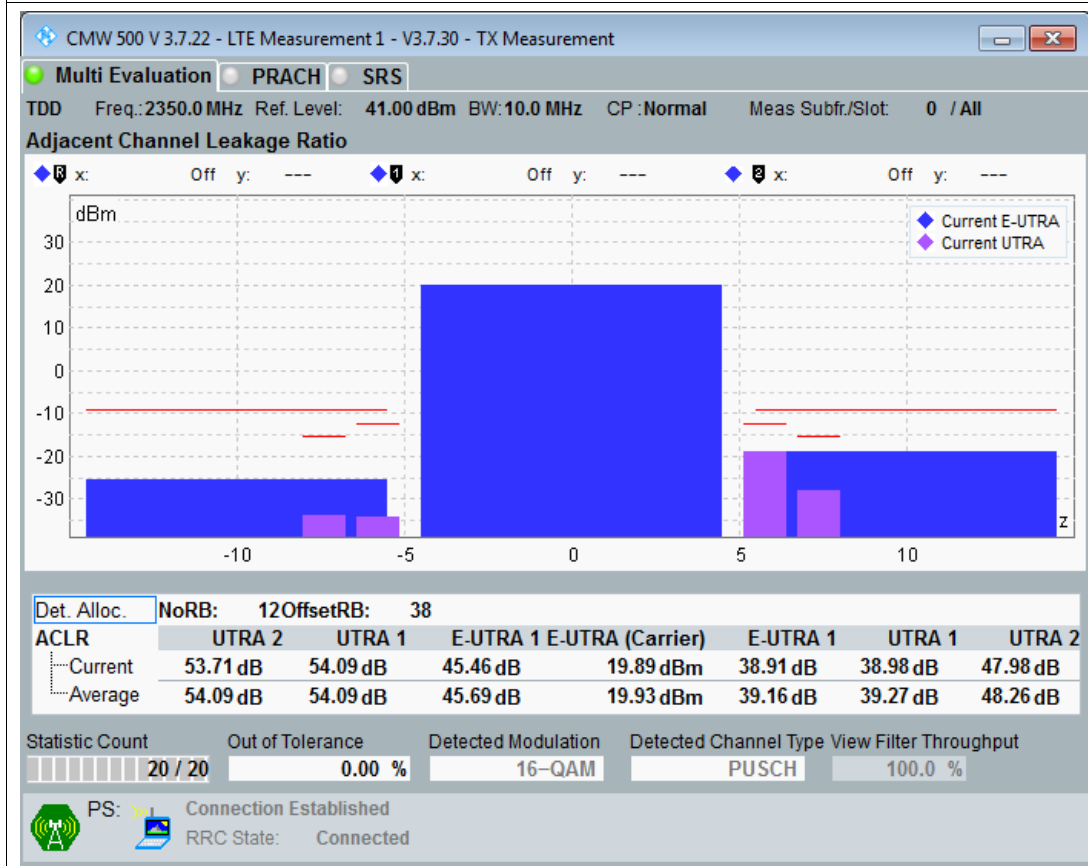 CMW 500 V 3.7.22 - LTE Measurement 1 - V3.7.30 - TX Measurement
Multi Evaluation PRACH SRS
TDD Freq.: 2350.0 MHz Ref. Level: 41.00 dBm BW: 10.0 MHz CP : Normal Meas Subfr./Slot: 0 / All
Adjacent Channel Leakage Ratio
R x: Off y: --- 1 x: Off y: --- 2 x: Off y: ---
dBm
Current E-UTRA
Current UTRA
30
20
10
0
-10
-20
-30
z
-10 -5 0 5 10
Det. Alloc. NoRB: 12 OffsetRB: 38
ACLR UTRA 2 UTRA 1 E-UTRA 1 E-UTRA (Carrier) E-UTRA 1 UTRA 1 UTRA 2
Current 53.71 dB 54.09 dB 45.46 dB 19.89 dBm 38.91 dB 38.98 dB 47.98 dB
Average 54.09 dB 54.09 dB 45.69 dB 19.93 dBm 39.16 dB 39.27 dB 48.26 dB
Statistic Count Out of Tolerance Detected Modulation Detected Channel Type View Filter Throughput
20 / 20 0.00 % 16-QAM PUSCH 100.0 %
PS: Connection Established
RRC State: Connected